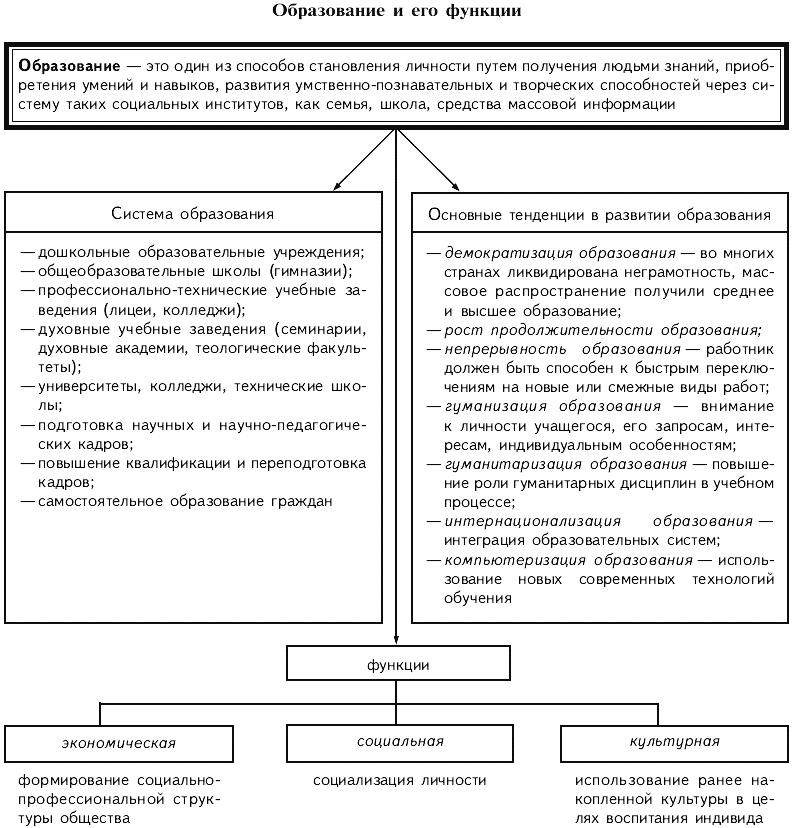 Образование и его функции
Образование — это один из способов становления личности путем получения людьми знаний, приоб-
ретения умений и навыков, развития умственно-познавательных и творческих способностей через си-
стему таких социальных институтов, как семья, школа, средства массовой информации
Система образования
— дошкольные образовательные учреждения;
— общеобразовательные школы (гимназии);
— профессионально-технические учебные за-
ведения (лицеи, колледжи);
— духовные учебные заведения (семинарии,
духовные академии, теологические факуль-
теты);
— университеты, колледжи, технические шко-
лы;
— подготовка научных и научно-педагогиче-
ских кадров;
— повышение квалификации и переподготовка
кадров;
— самостоятельное образование граждан
Основные тенденции в развитии образования
— демократизация образования — во многих
странах ликвидирована неграмотность, мас-
совое распространение получили среднее
и высшее образование;
— рост продолжительности образования;
— непрерывность образования — работник
должен быть способен к быстрым переклю-
чениям на новые или смежные виды работ;
— гуманизация образования — внимание
к личности учащегося, его запросам, инте-
ресам, индивидуальным особенностям;
— гуманитаризация образования — повыше-
ние роли гуманитарных дисциплин в учебном
процессе;
— интернационализация образования —
интеграция образовательных систем;
— компьютеризация образования — исполь-
зование новых современных технологий
обучения
функции
экономическая
формирование социально-
профессиональной струк-
туры общества
социальная
социализация личности
культурная
использование ранее на-
копленной культуры в це-
лях воспитания индивида